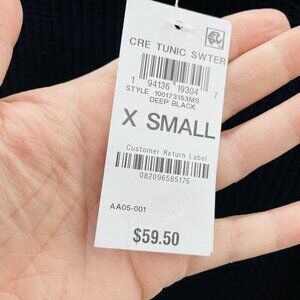 CRE TUNIC SWTER
1 94136 19304 7
STYLE 100173163MS
DEEP BLACK
X SMALL
Customer Return Label
082096585176
AA05-001
$59.50